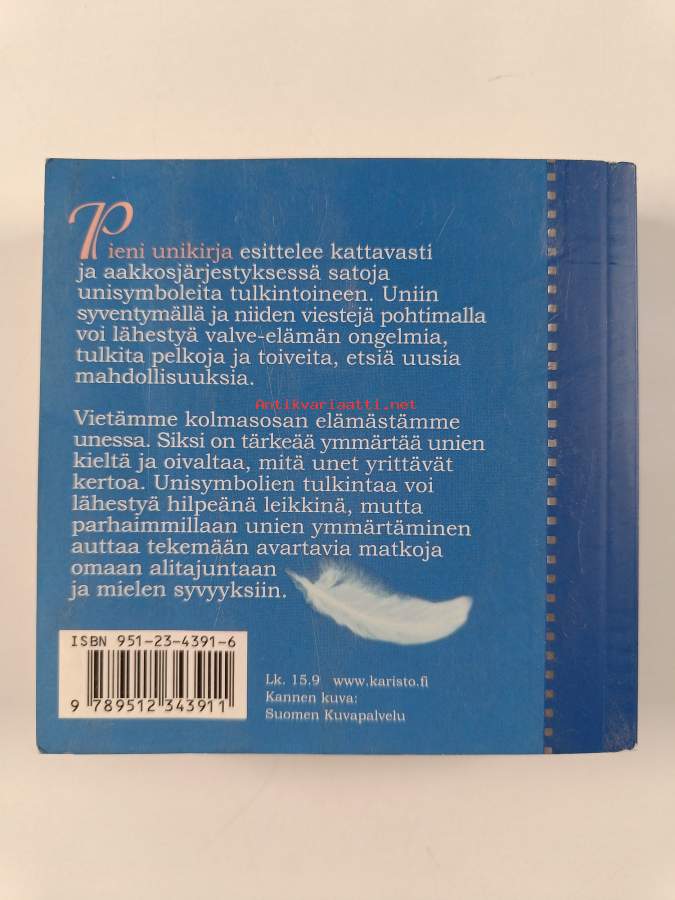 Pieni unikirja esittelee kattavasti
ja aakkosjärjestyksessä satoja
unisymboleita tulkintoineen. Uniin
syventymällä ja niiden viestejä pohtimalla
voi lähestyä valve-elämän ongelmia,
tulkita pelkoja ja toiveita, etsiä uusia
mahdollisuuksia.
Antikvariaatti.net
Vietämme kolmasosan elämästämme
unessa. Siksi on tärkeää ymmärtää unien
kieltä ja oivaltaa, mitä unet yrittävät
kertoa. Unisymbolien tulkintaa voi
lähestyä hilpeänä leikkinä, mutta
parhaimmillaan unien ymmärtäminen
auttaa tekemään avartavia matkoja
omaan alitajuntaan
ja mielen syvyyksiin.
ISBN 951-23-4391-6
9 789512 343911
Lk. 15.9 www.karisto.fi
Kannen kuva:
Suomen Kuvapalvelu